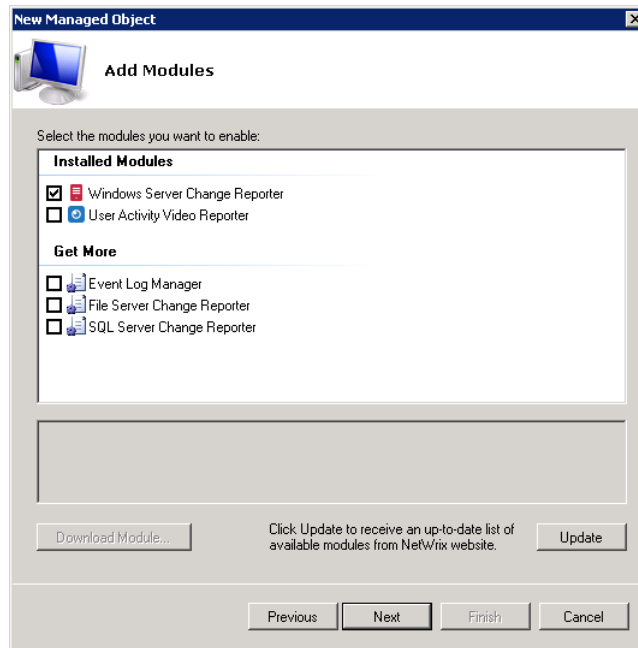 New Managed Object
Add Modules
Select the modules you want to enable:
Installed Modules
Windows Server Change Reporter
User Activity Video Reporter
Get More
Event Log Manager
File Server Change Reporter
SQL Server Change Reporter
Download Module...
Click Update to receive an up-to-date list of
available modules from NetWrix website.
Update
Previous
Next
Finish
Cancel